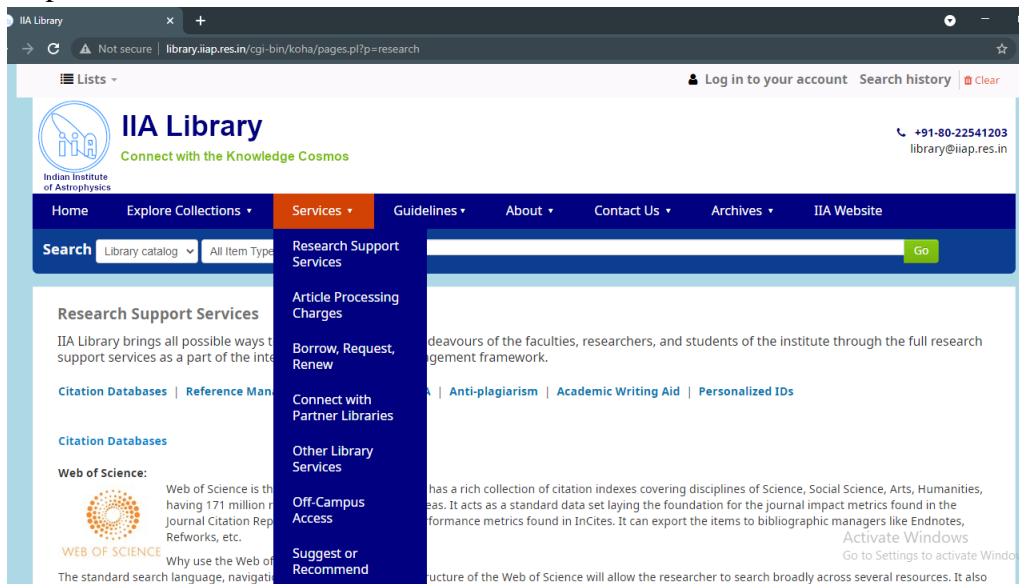 IIA Library
Not secure | library.iiap.res.in/cgi-bin/koha/pages.pl?p=research
Lists
Log in to your account Search history Clear
IIA Library
Connect with the Knowledge Cosmos
iiA
Indian Institute
of Astrophysics
+91-80-22541203
library@iiap.res.in
Home Explore Collections Services Guidelines About Contact Us Archives IIA Website
Search Library catalog All Item Type Go
Research Support
Services
Article Processing
Charges
Borrow, Request,
Renew
Connect with
Partner Libraries
Other Library
Services
Off-Campus
Access
Suggest or
Recommend
Research Support Services
IIA Library brings all possible ways deavours of the faculties, researchers, and students of the institute through the full research
support services as a part of the gement framework.
Citation Databases | Reference | Anti-plagiarism | Academic Writing Aid | Personalized IDs
Citation Databases
Web of Science:
WEB OF SCIENCE
Web of Science is has a rich collection of citation indexes covering disciplines of Science, Social Science, Arts, Humanities,
having 171 million eas. It acts as a standard data set laying the foundation for the journal impact metrics found in the
Journal Citation Rep formance metrics found in InCites. It can export the items to bibliographic managers like Endnotes,
Refworks, etc.
Why use the Web of
The standard search language, ructure of the Web of Science will allow the researcher to search broadly across several resources. It also
Activate Windows
Go to Settings to activate Windo